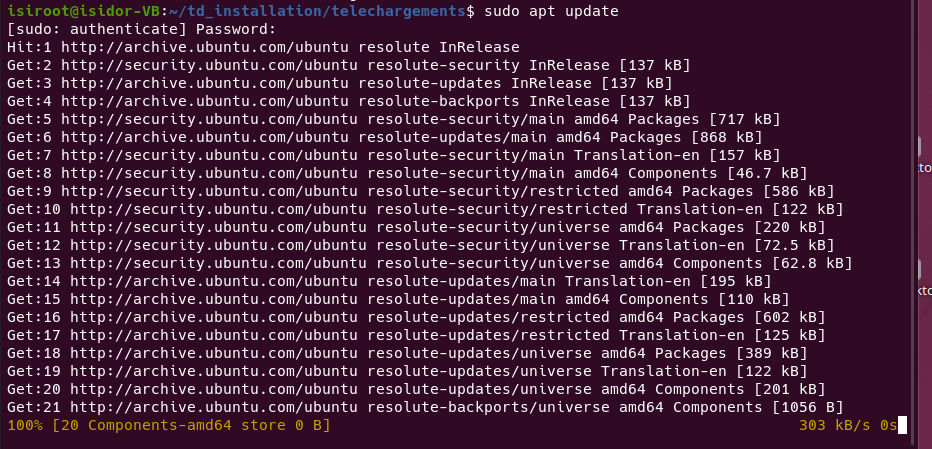 isiroot@isidor-VB:~/td_installation/telechargements$ sudo apt update
[sudo: authenticate] Password:
Hit:1 http://archive.ubuntu.com/ubuntu resolute InRelease
Get:2 http://security.ubuntu.com/ubuntu resolute-security InRelease [137 kB]
Get:3 http://archive.ubuntu.com/ubuntu resolute-updates InRelease [137 kB]
Get:4 http://archive.ubuntu.com/ubuntu resolute-backports InRelease [137 kB]
Get:5 http://security.ubuntu.com/ubuntu resolute-security/main amd64 Packages [717 kB]
Get:6 http://archive.ubuntu.com/ubuntu resolute-updates/main amd64 Packages [868 kB]
Get:7 http://security.ubuntu.com/ubuntu resolute-security/main Translation-en [157 kB]
Get:8 http://security.ubuntu.com/ubuntu resolute-security/main amd64 Components [46.7 kB]
Get:9 http://security.ubuntu.com/ubuntu resolute-security/restricted amd64 Packages [586 kB]
Get:10 http://security.ubuntu.com/ubuntu resolute-security/restricted Translation-en [122 kB]
Get:11 http://security.ubuntu.com/ubuntu resolute-security/universe amd64 Packages [220 kB]
Get:12 http://security.ubuntu.com/ubuntu resolute-security/universe Translation-en [72.5 kB]
Get:13 http://security.ubuntu.com/ubuntu resolute-security/universe amd64 Components [62.8 kB]
Get:14 http://archive.ubuntu.com/ubuntu resolute-updates/main Translation-en [195 kB]
Get:15 http://archive.ubuntu.com/ubuntu resolute-updates/main amd64 Components [110 kB]
Get:16 http://archive.ubuntu.com/ubuntu resolute-updates/restricted amd64 Packages [602 kB]
Get:17 http://archive.ubuntu.com/ubuntu resolute-updates/restricted Translation-en [125 kB]
Get:18 http://archive.ubuntu.com/ubuntu resolute-updates/universe amd64 Packages [389 kB]
Get:19 http://archive.ubuntu.com/ubuntu resolute-updates/universe Translation-en [122 kB]
Get:20 http://archive.ubuntu.com/ubuntu resolute-updates/universe amd64 Components [201 kB]
Get:21 http://archive.ubuntu.com/ubuntu resolute-backports/universe amd64 Components [1056 B]
100% [20 Components-amd64 store 0 B] 303 kB/s 0s